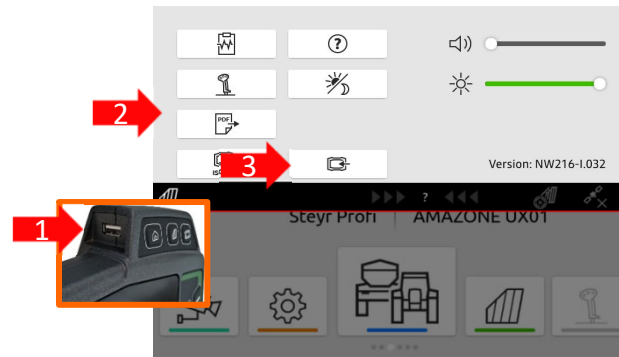 PDF
2
3
ISO
Version: NW216-I.032
?
1
Steyr Profi | AMAZONE UX01